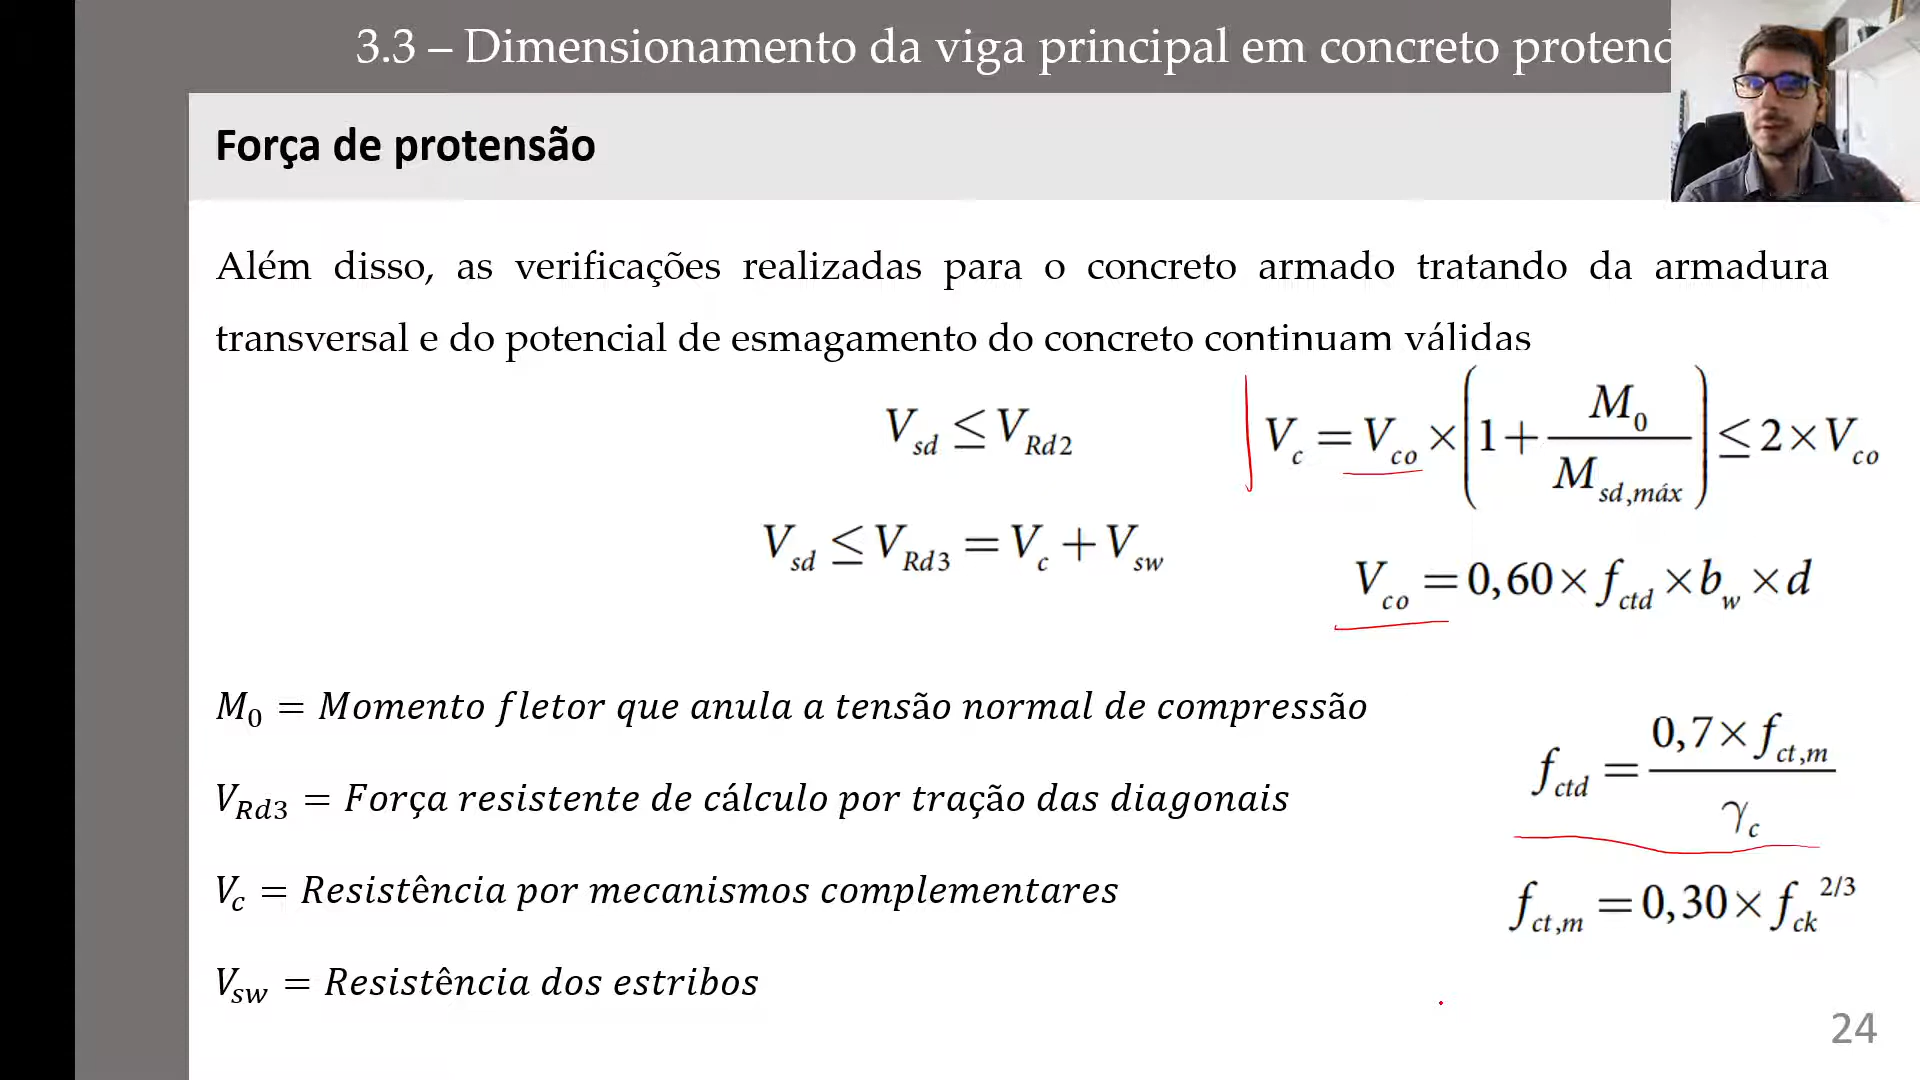 3.3 – Dimensionamento da viga principal em concreto protend
Força de protensão
Além disso, as verificações realizadas para o concreto armado tratando da armadura
transversal e do potencial de esmagamento do concreto continuam válidas
V_sd ≤ V_Rd2
V_c = V_co × (1 + M_0 / M_sd,máx) ≤ 2 × V_co
V_sd ≤ V_Rd3 = V_c + V_sw
V_co = 0,60 × f_ctd × b_w × d
M_0 = Momento fletor que anula a tensão normal de compressão
f_ctd = 0,7 × f_ct,m / γ_c
V_Rd3 = Força resistente de cálculo por tração das diagonais
V_c = Resistência por mecanismos complementares
f_ct,m = 0,30 × f_ck^2/3
V_sw = Resistência dos estribos
24